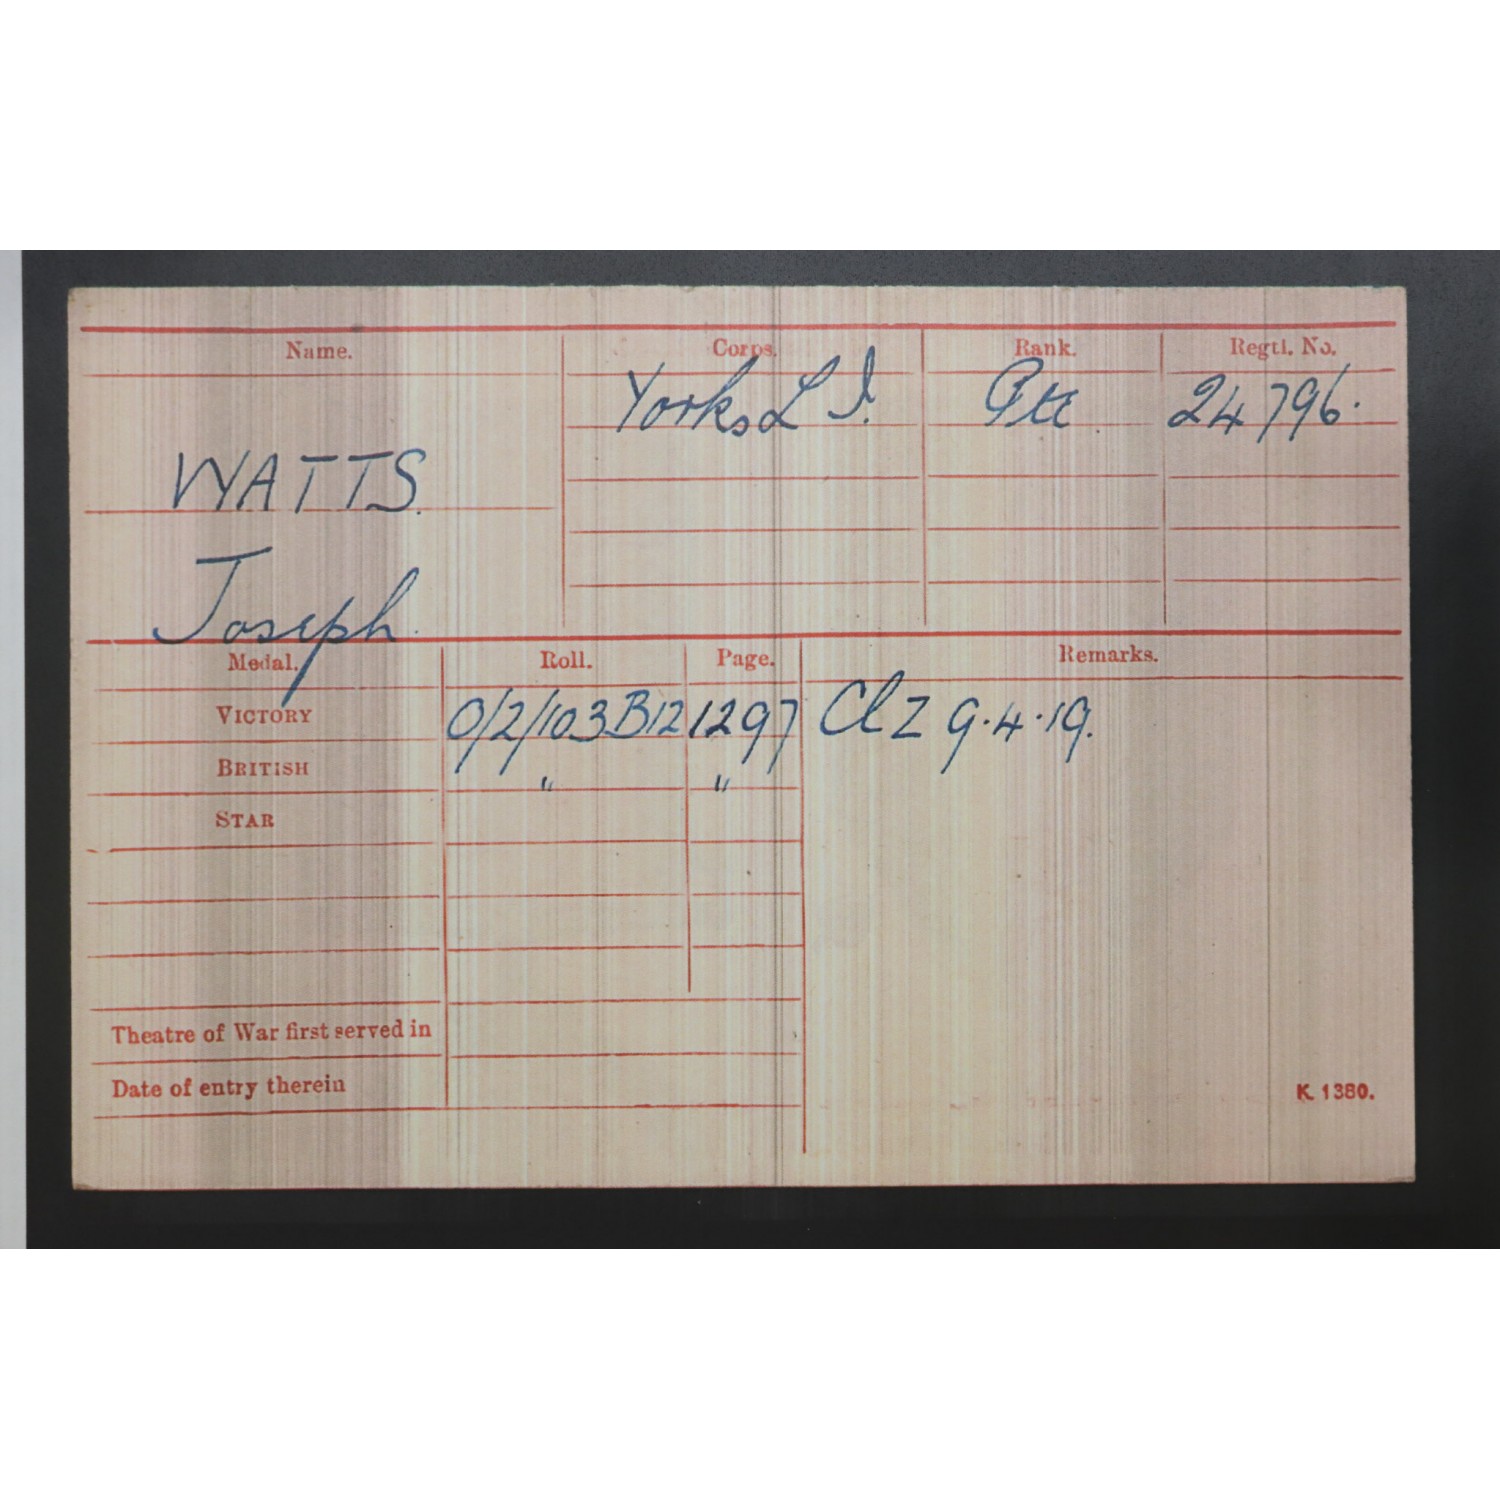 Name. Corps. Rank. Regtl. No.
Yorks L I. Pte 24796.
WATTS.
Joseph.
Medal. Roll. Page. Remarks.
VICTORY O/2/103B12 1297 Cl Z 9.4.19.
BRITISH " "
STAR
Theatre of War first served in
Date of entry therein
K. 1380.